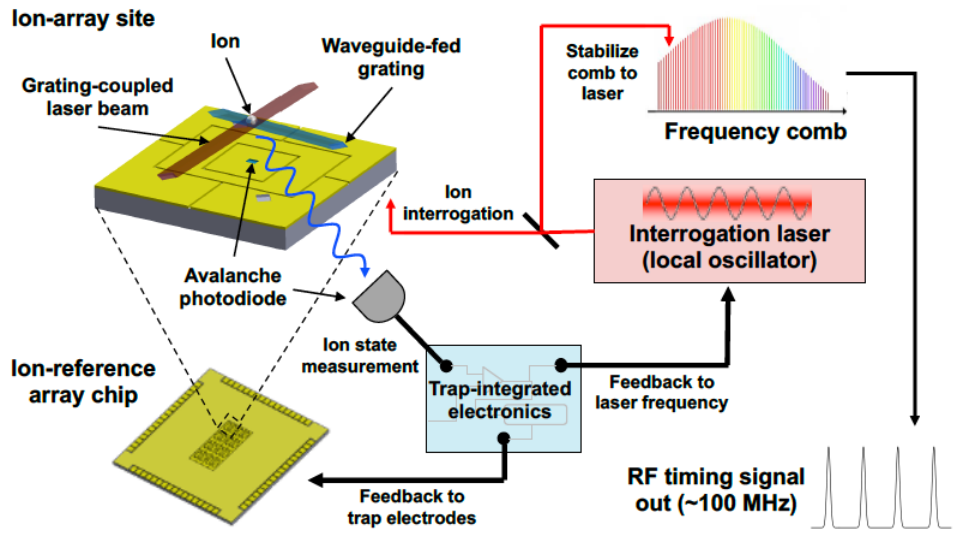 Ion-array site
Ion
Waveguide-fed
grating
Grating-coupled
laser beam
Stabilize
comb to
laser
Frequency comb
Ion
interrogation
Interrogation laser
(local oscillator)
Avalanche
photodiode
Ion state
measurement
Ion-reference
array chip
Trap-integrated
electronics
Feedback to
laser frequency
Feedback to
trap electrodes
RF timing signal
out (~100 MHz)